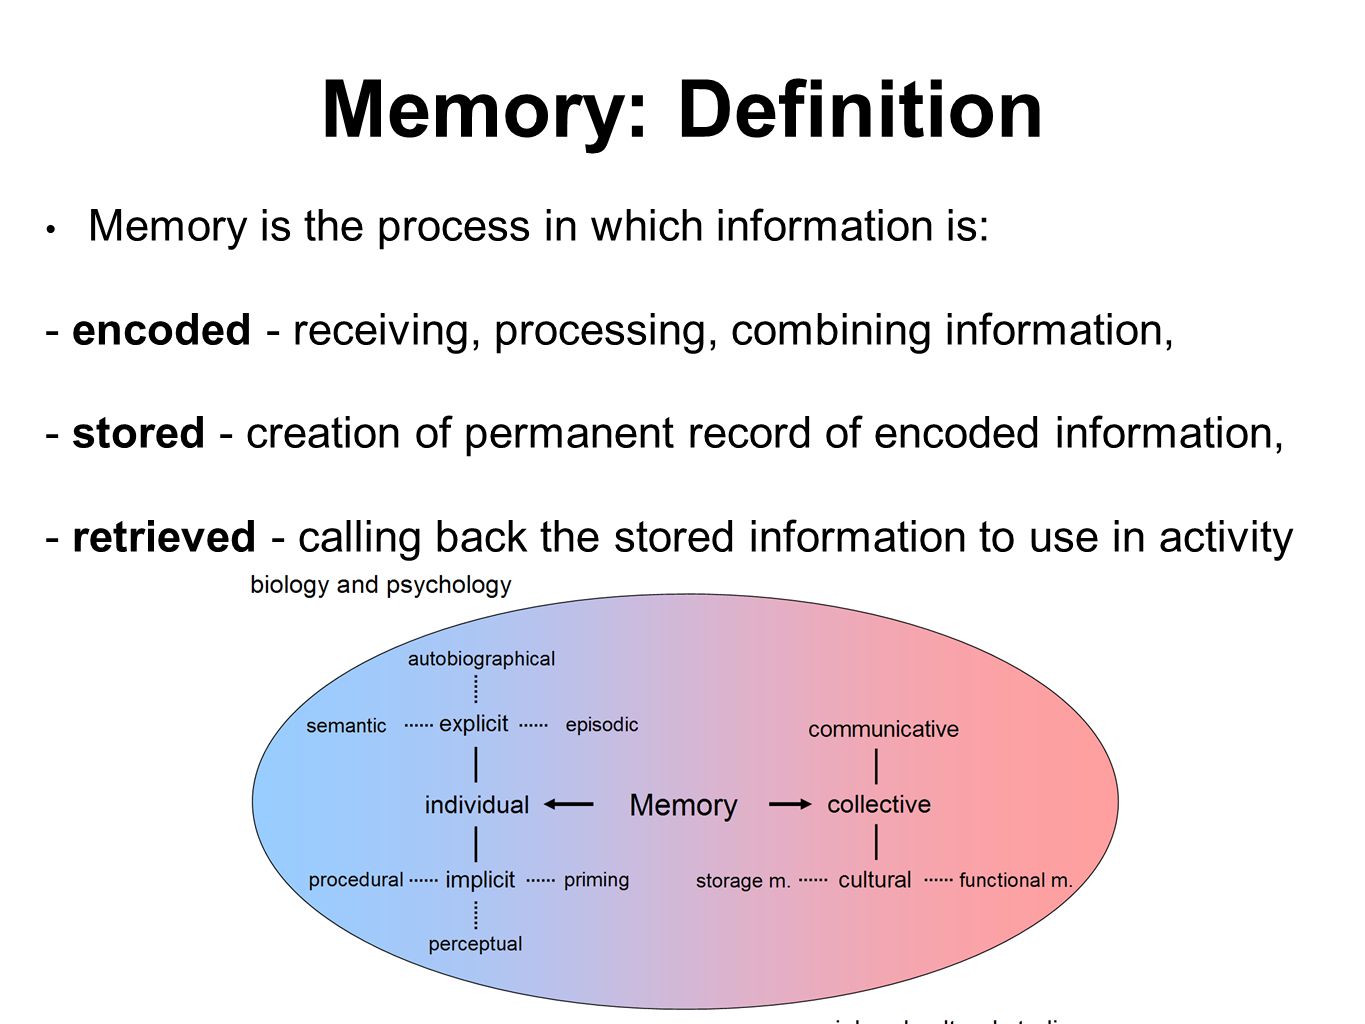 Memory: Definition
• Memory is the process in which information is:
- encoded - receiving, processing, combining information,
- stored - creation of permanent record of encoded information,
- retrieved - calling back the stored information to use in activity
biology and psychology
autobiographical
semantic ...... explicit ...... episodic
communicative
individual Memory collective
procedural ...... implicit ...... priming
storage m. ...... cultural ...... functional m.
perceptual